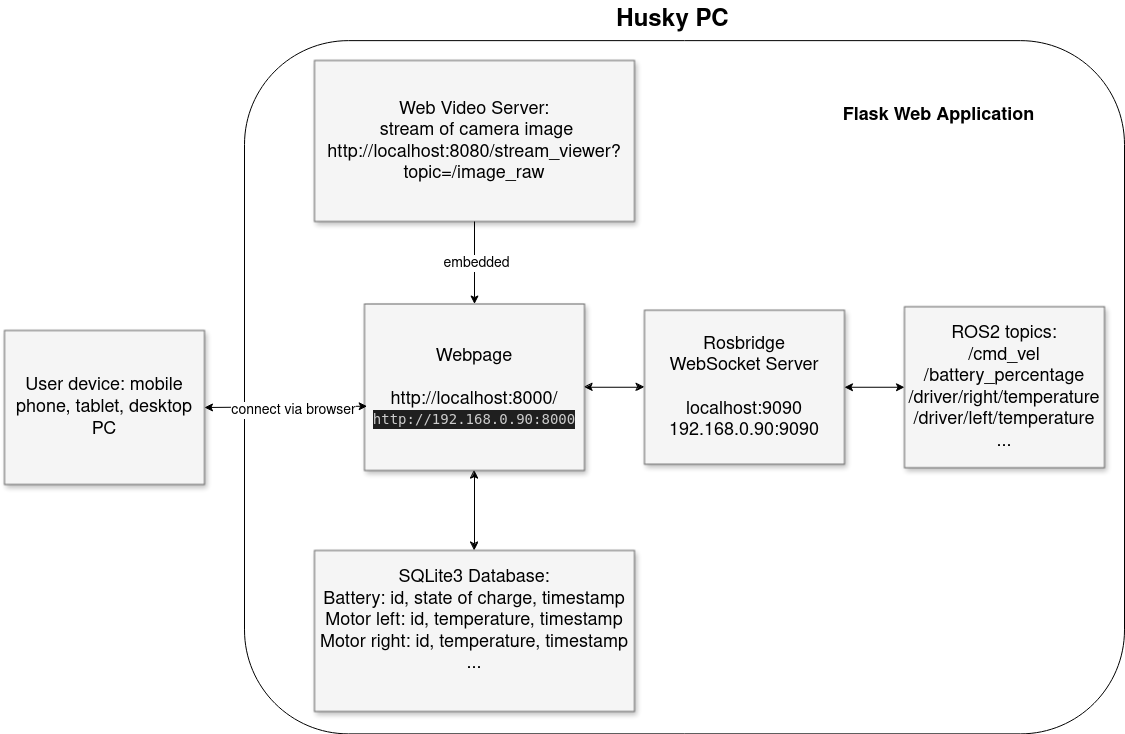 Husky PC
Flask Web Application
Web Video Server:
stream of camera image
http://localhost:8080/stream_viewer?
topic=/image_raw
embedded
User device: mobile
phone, tablet, desktop
PC
connect via browser
Webpage
http://localhost:8000/
http://192.168.0.90:8000
Rosbridge
WebSocket Server
localhost:9090
192.168.0.90:9090
ROS2 topics:
/cmd_vel
/battery_percentage
/driver/right/temperature
/driver/left/temperature
...
SQLite3 Database:
Battery: id, state of charge, timestamp
Motor left: id, temperature, timestamp
Motor right: id, temperature, timestamp
...